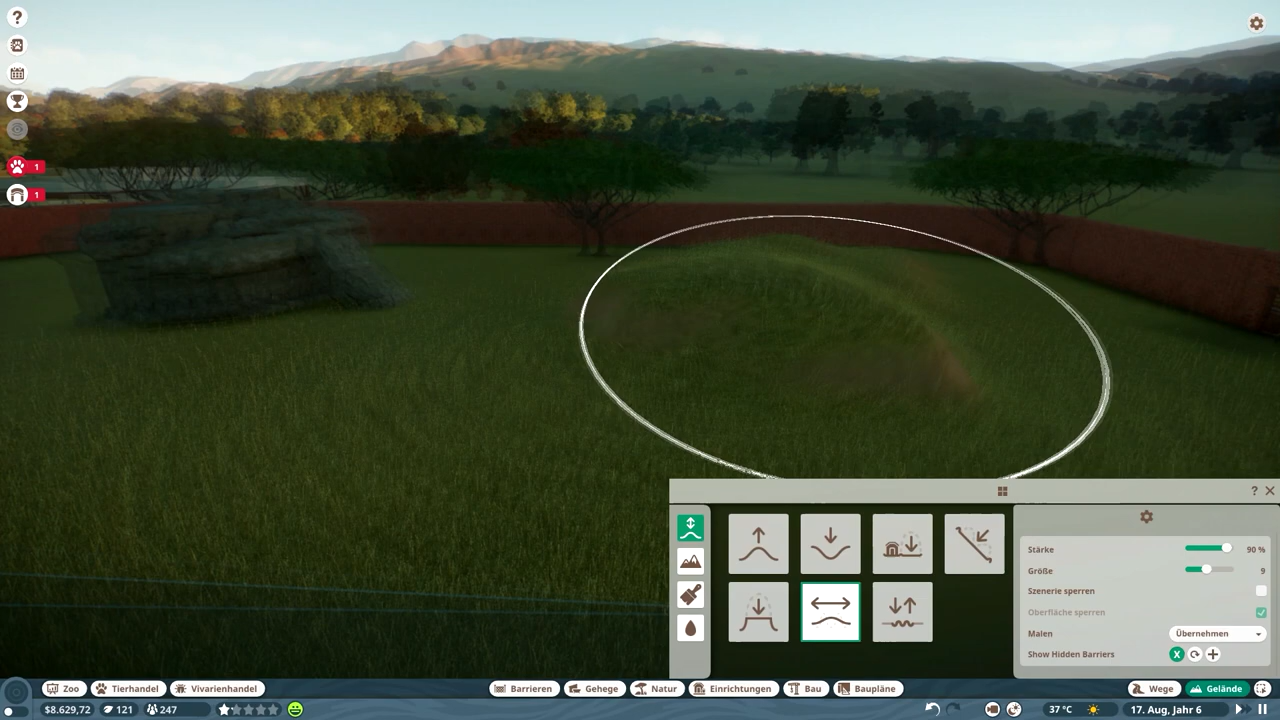 ?
1
1
? ×
Stärke 90 %
Größe 9
Szenerie sperren
Oberfläche sperren
Malen Übernehmen
Show Hidden Barriers X
Zoo Tierhandel Vivarienhandel Barrieren Gehege Natur Einrichtungen Bau Baupläne Wege Gelände
$8.629,72 121 247 37 °C 17. Aug, Jahr 6